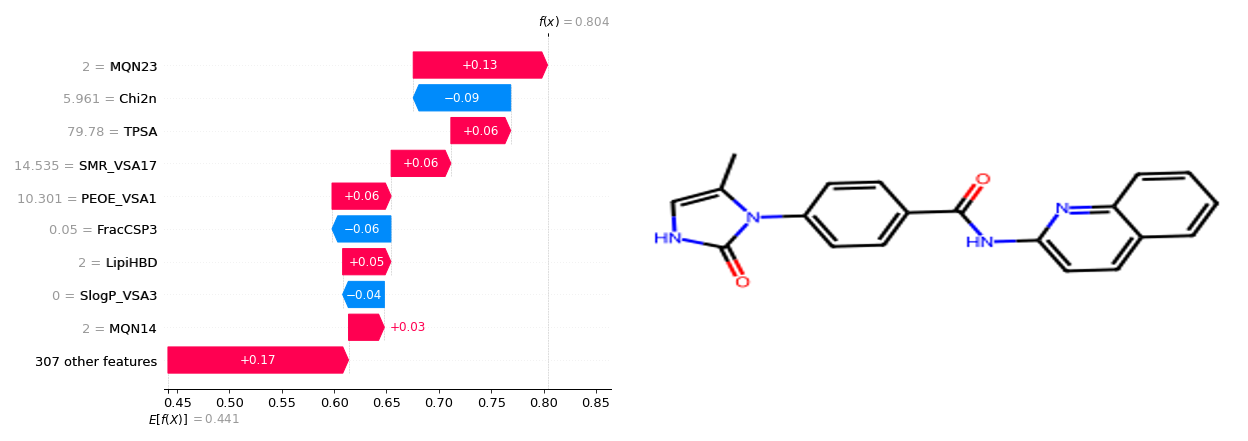 f(x) = 0.804
2 = MQN23
+0.13
5.961 = Chi2n
−0.09
79.78 = TPSA
+0.06
14.535 = SMR_VSA17
+0.06
10.301 = PEOE_VSA1
+0.06
0.05 = FracCSP3
−0.06
2 = LipiHBD
+0.05
0 = SlogP_VSA3
−0.04
2 = MQN14
+0.03
307 other features
+0.17
0.45 0.50 0.55 0.60 0.65 0.70 0.75 0.80 0.85
E[f(X)] = 0.441
O
N
N
HN
HN
O